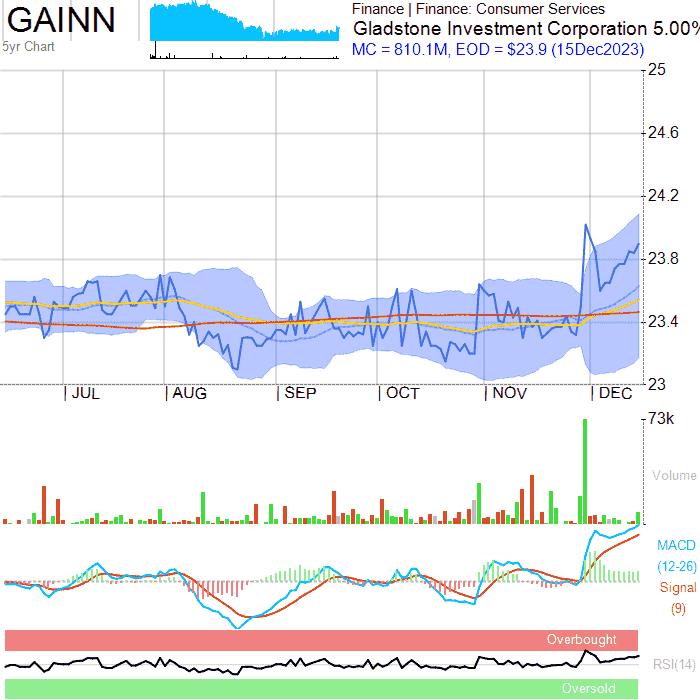 GAINN
5yr Chart
Finance | Finance: Consumer Services
Gladstone Investment Corporation 5.00%
MC = 810.1M, EOD = $23.9 (15Dec2023)
25
24.6
24.2
23.8
23.4
23
JUL AUG SEP OCT NOV DEC
73k
Volume
MACD
(12-26)
Signal
(9)
Overbought
RSI(14)
Oversold